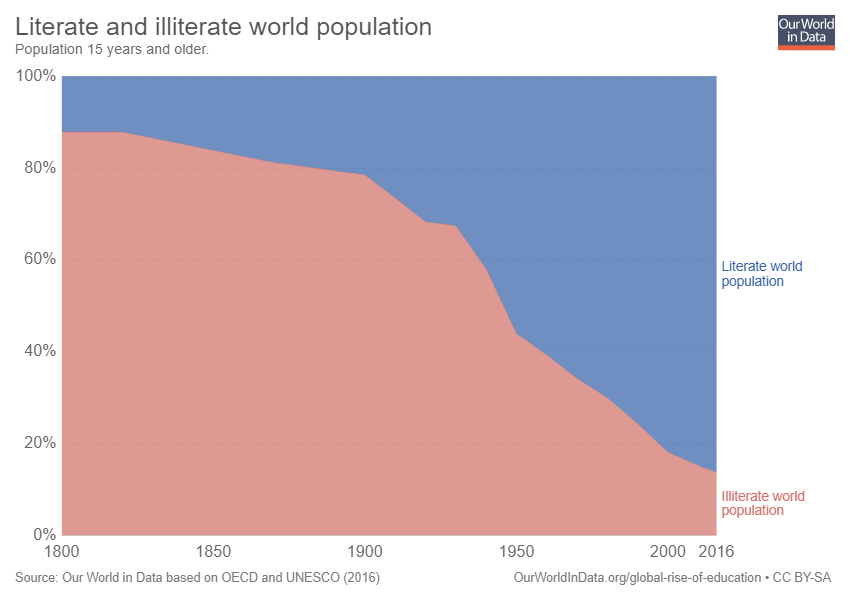 Literate and illiterate world population
Population 15 years and older.
Our World
in Data
100%
80%
60%
40%
20%
0%
Literate world
population
Illiterate world
population
1800 1850 1900 1950 2000 2016
Source: Our World in Data based on OECD and UNESCO (2016)
OurWorldInData.org/global-rise-of-education • CC BY-SA